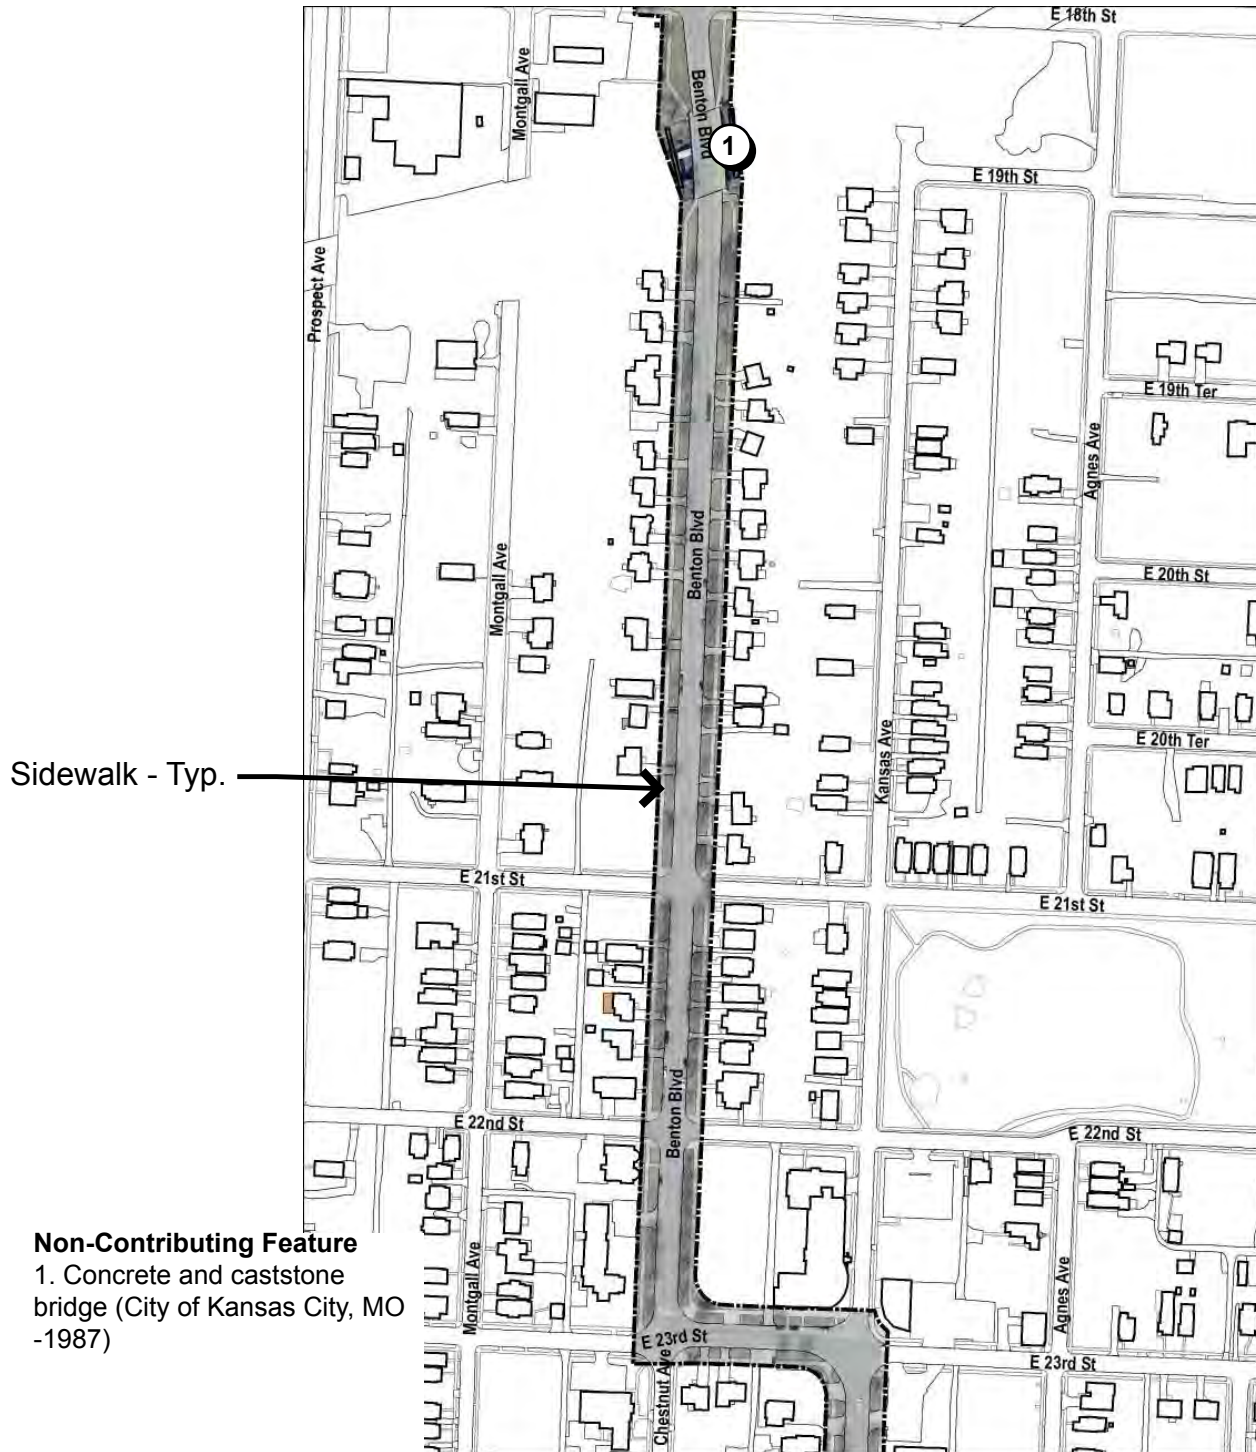 E 18th St
Montgall Ave
Benton Blvd
1
E 19th St
Prospect Ave
E 19th Ter
Agnes Ave
Benton Blvd
E 20th St
Montgall Ave
E 20th Ter
Kansas Ave
Sidewalk - Typ.
E 21st St
E 21st St
Benton Blvd
E 22nd St
E 22nd St
Non-Contributing Feature
1. Concrete and caststone
bridge (City of Kansas City, MO
-1987)
Montgall Ave
Agnes Ave
E 23rd St
E 23rd St
Chestnut Ave